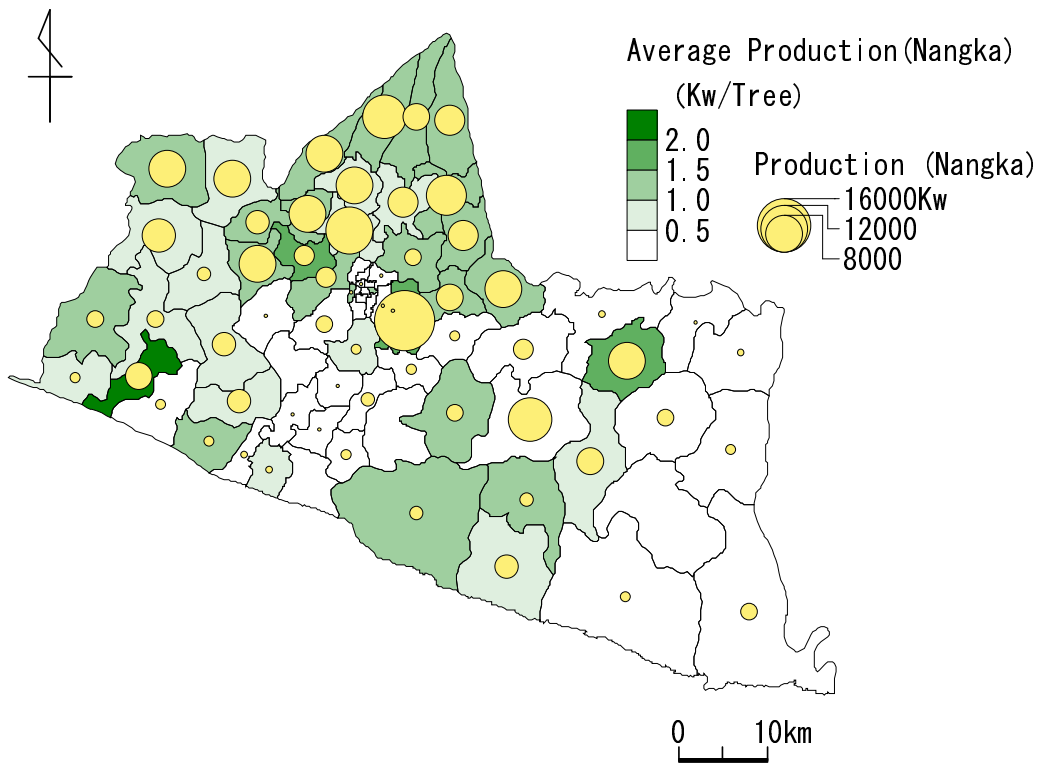 Average Production(Nangka)
(Kw/Tree)
2.0
1.5
1.0
0.5
Production (Nangka)
16000Kw
12000
8000
0 10km